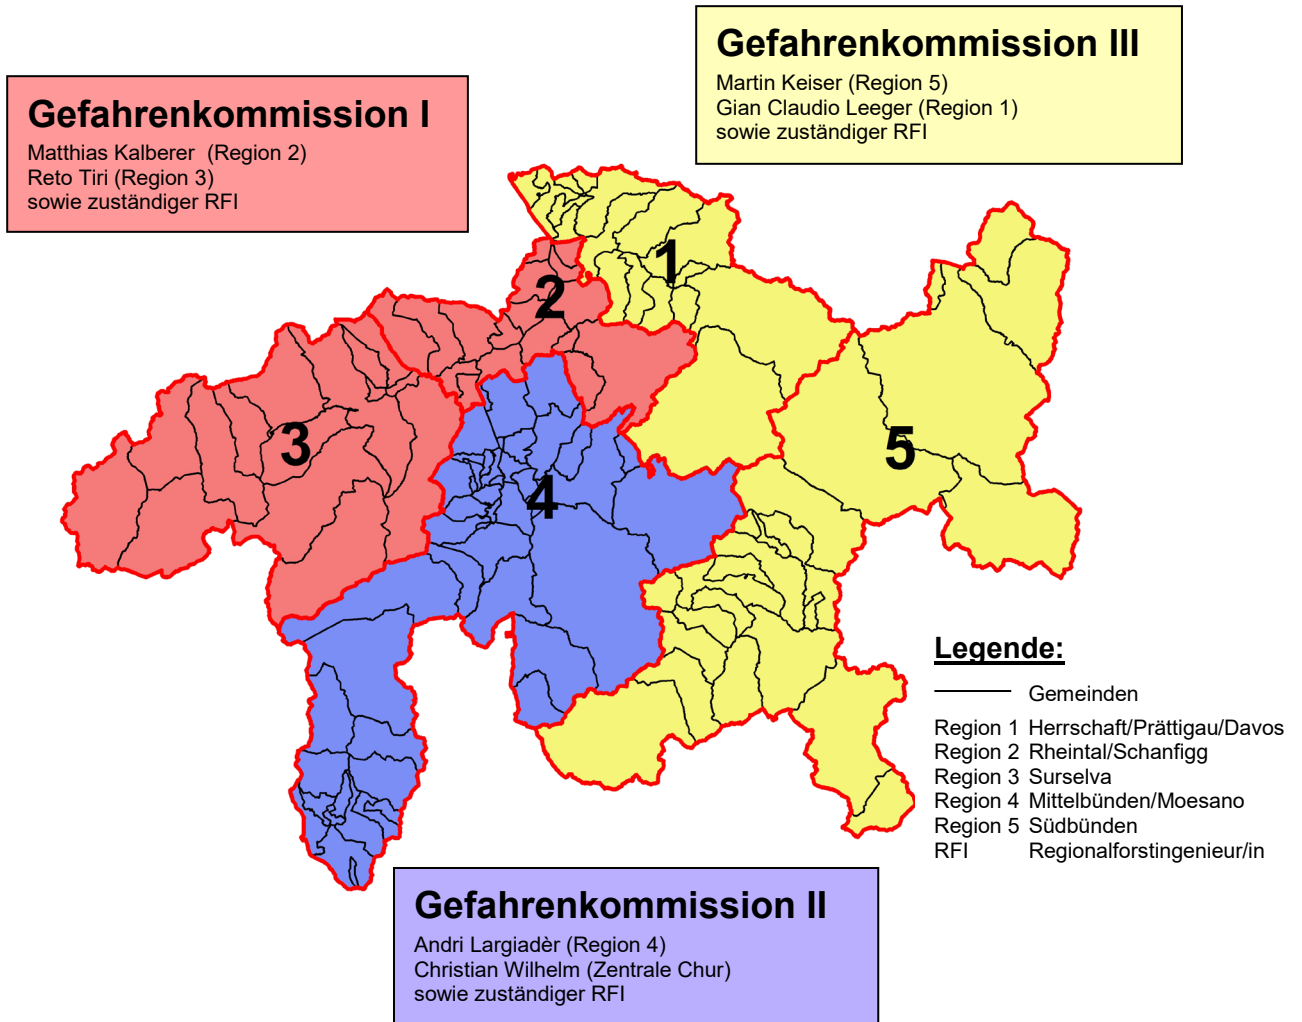 Gefahrenkommission III
Martin Keiser (Region 5)
Gian Claudio Leeger (Region 1)
sowie zuständiger RFI
Gefahrenkommission I
Matthias Kalberer (Region 2)
Reto Tiri (Region 3)
sowie zuständiger RFI
1
2
3
4
5
Legende:
Gemeinden
Region 1 Herrschaft/Prättigau/Davos
Region 2 Rheintal/Schanfigg
Region 3 Surselva
Region 4 Mittelbünden/Moesano
Region 5 Südbünden
RFI Regionalforstingenieur/in
Gefahrenkommission II
Andri Largiadèr (Region 4)
Christian Wilhelm (Zentrale Chur)
sowie zuständiger RFI